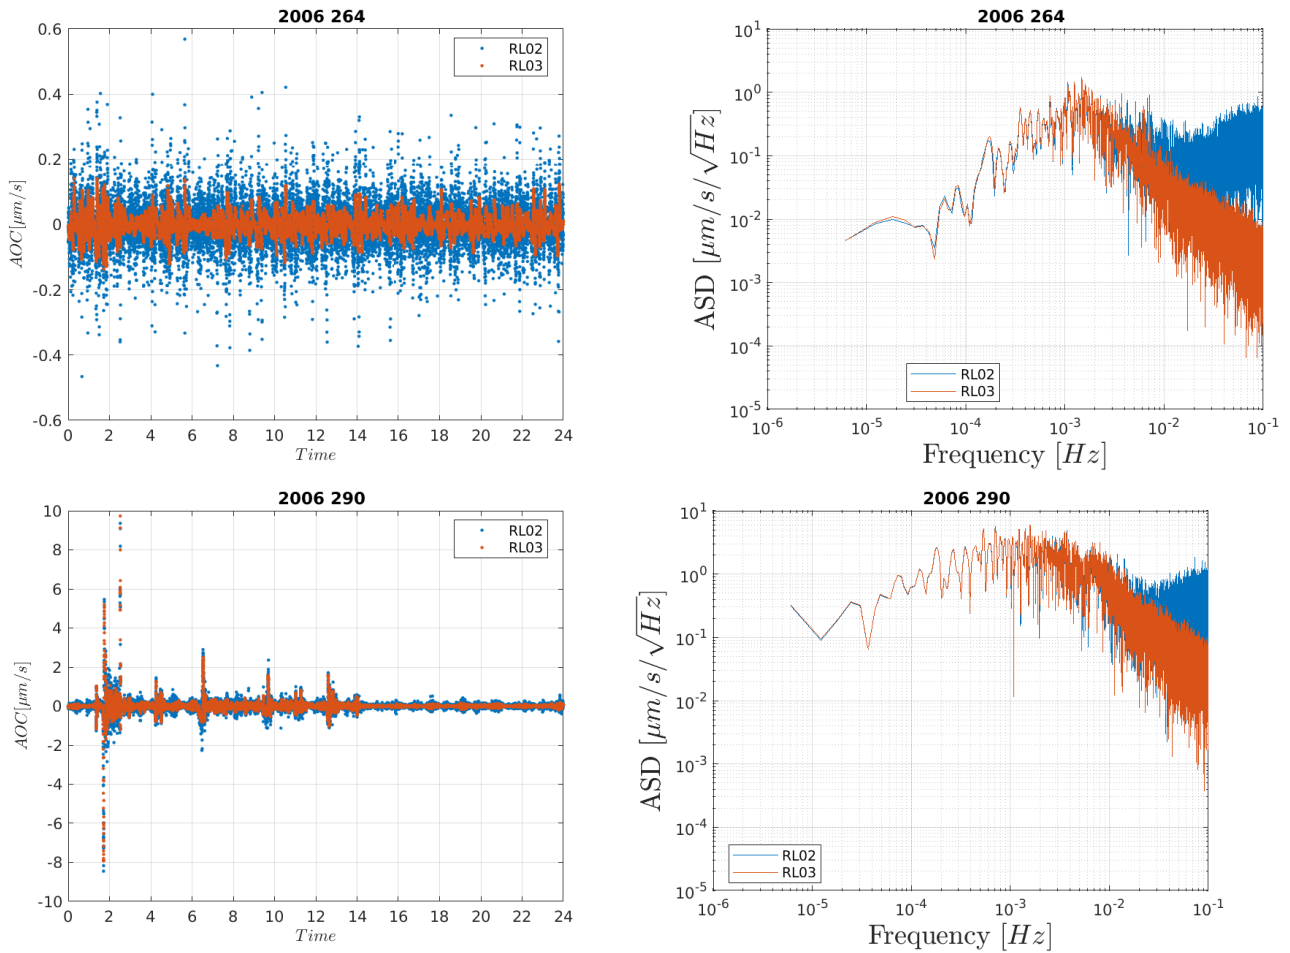 2006 264
RL02
RL03
0.6
0.4
0.2
0
-0.2
-0.4
-0.6
AOC[μm/s]
0 2 4 6 8 10 12 14 16 18 20 22 24
Time
2006 264
10^1
10^0
10^-1
10^-2
10^-3
10^-4
10^-5
ASD [μm/s/√Hz]
RL02
RL03
10^-6 10^-5 10^-4 10^-3 10^-2 10^-1
Frequency [Hz]
2006 290
RL02
RL03
10
8
6
4
2
0
-2
-4
-6
-8
-10
AOC[μm/s]
0 2 4 6 8 10 12 14 16 18 20 22 24
Time
2006 290
10^1
10^0
10^-1
10^-2
10^-3
10^-4
10^-5
ASD [μm/s/√Hz]
RL02
RL03
10^-6 10^-5 10^-4 10^-3 10^-2 10^-1
Frequency [Hz]